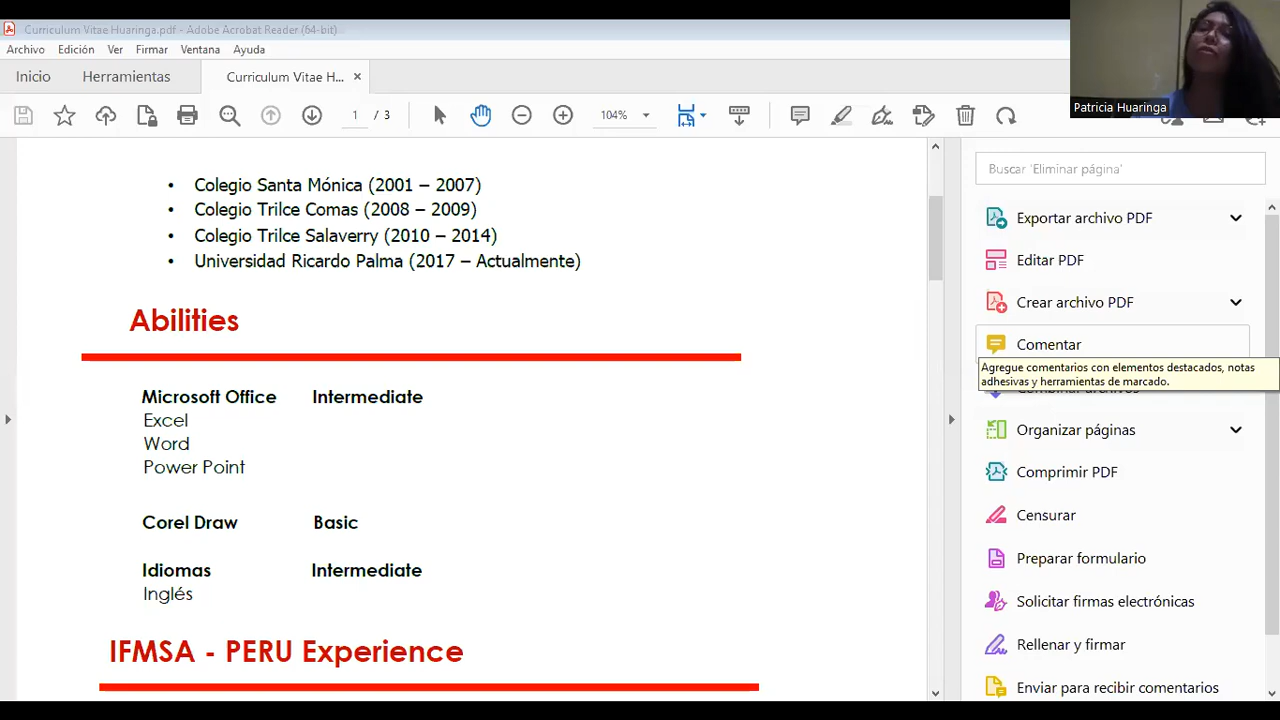 Curriculum Vitae Huaringa.pdf - Adobe Acrobat Reader (64-bit)
Archivo Edición Ver Firmar Ventana Ayuda
Inicio Herramientas Curriculum Vitae H... ×
1 / 3 104%
Patricia Huaringa
• Colegio Santa Mónica (2001 – 2007)
• Colegio Trilce Comas (2008 – 2009)
• Colegio Trilce Salaverry (2010 – 2014)
• Universidad Ricardo Palma (2017 – Actualmente)
Abilities
Microsoft Office Intermediate
Excel
Word
Power Point
Corel Draw Basic
Idiomas Intermediate
Inglés
IFMSA - PERU Experience
Buscar 'Eliminar página'
Exportar archivo PDF
Editar PDF
Crear archivo PDF
Comentar
Agregue comentarios con elementos destacados, notas
adhesivas y herramientas de marcado.
Organizar páginas
Comprimir PDF
Censurar
Preparar formulario
Solicitar firmas electrónicas
Rellenar y firmar
Enviar para recibir comentarios